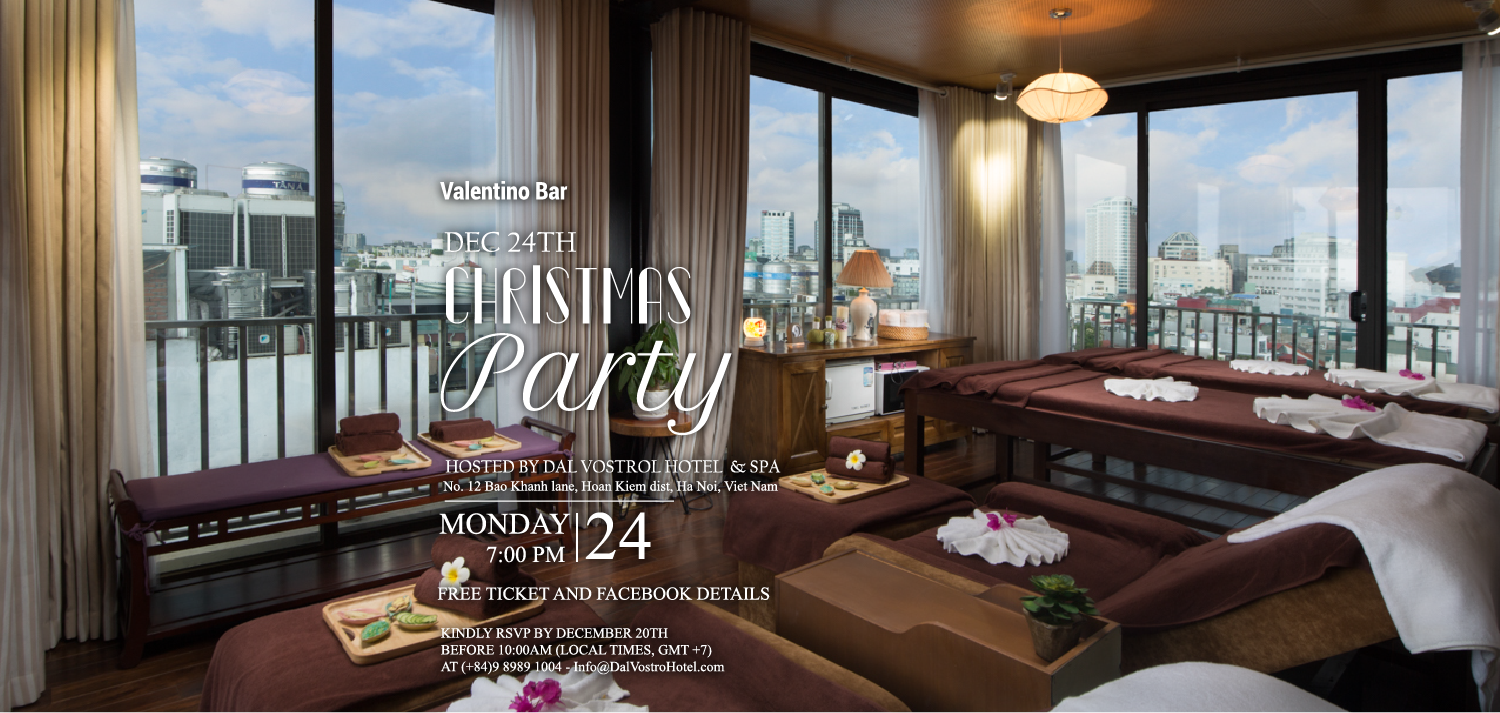 TANA
Valentino Bar
DEC 24TH
CHRISTMAS
Party
HOSTED BY DAL VOSTROL HOTEL & SPA
No. 12 Bao Khanh lane, Hoan Kiem dist, Ha Noi, Viet Nam
MONDAY
7:00 PM
24
FREE TICKET AND FACEBOOK DETAILS
KINDLY RSVP BY DECEMBER 20TH
BEFORE 10:00AM (LOCAL TIMES, GMT +7)
AT (+84)9 8989 1004 - Info@DalVostroHotel.com